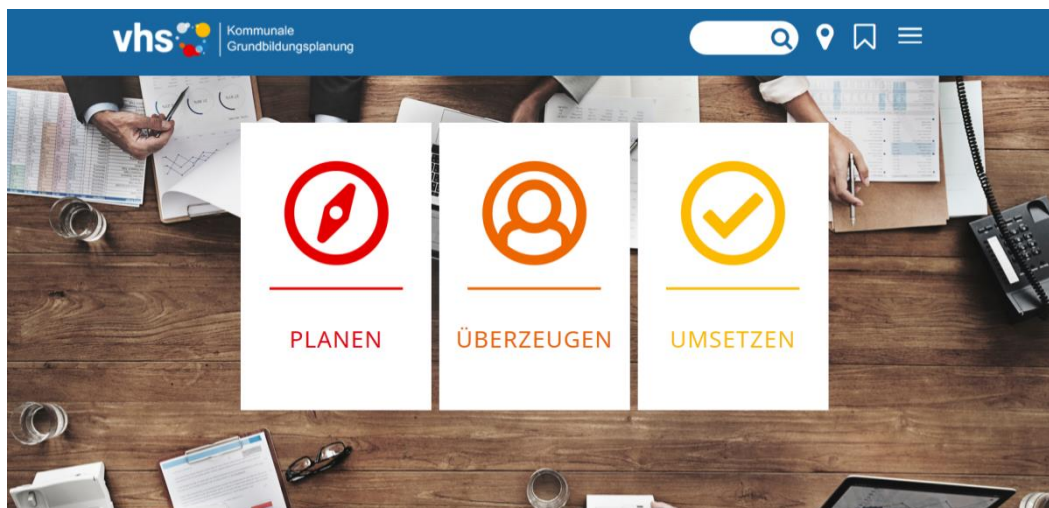 vhs
Kommunale
Grundbildungsplanung
PLANEN
ÜBERZEUGEN
UMSETZEN